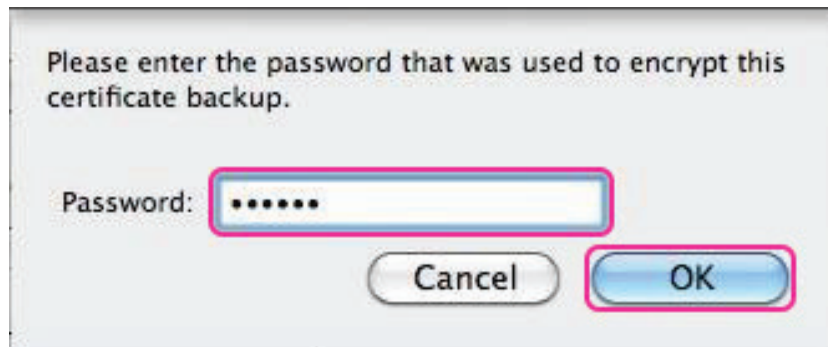 Please enter the password that was used to encrypt this
certificate backup.
Password: ••••••
Cancel OK